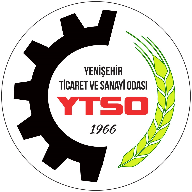 YENİŞEHİR
TİCARET VE SANAYİ ODASI
YTSO
1966